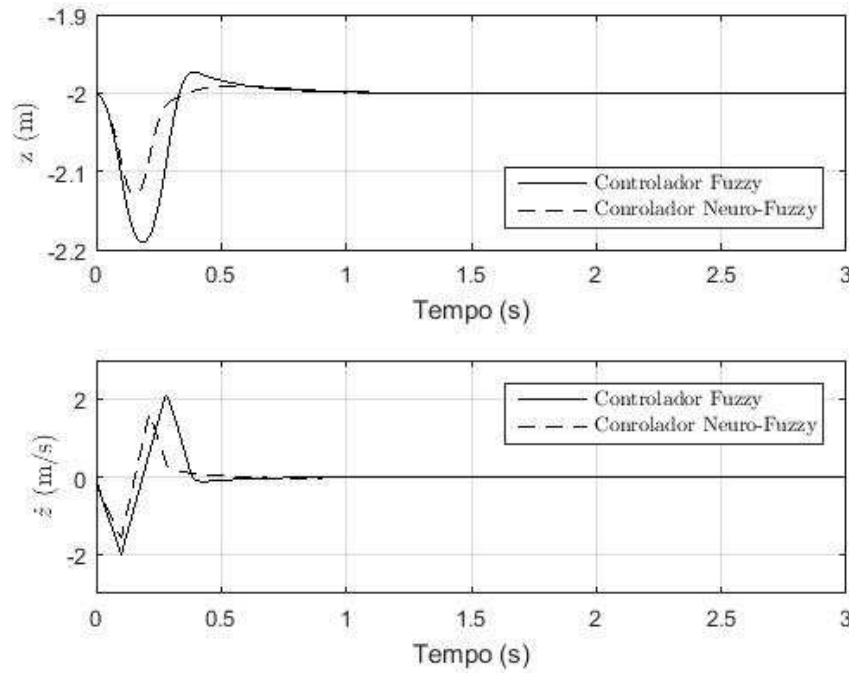 -1.9
-2
-2.1
-2.2
z (m)
Controlador Fuzzy
Conrolador Neuro-Fuzzy
0 0.5 1 1.5 2 2.5 3
Tempo (s)
2
0
-2
ż (m/s)
Controlador Fuzzy
Conrolador Neuro-Fuzzy
0 0.5 1 1.5 2 2.5 3
Tempo (s)